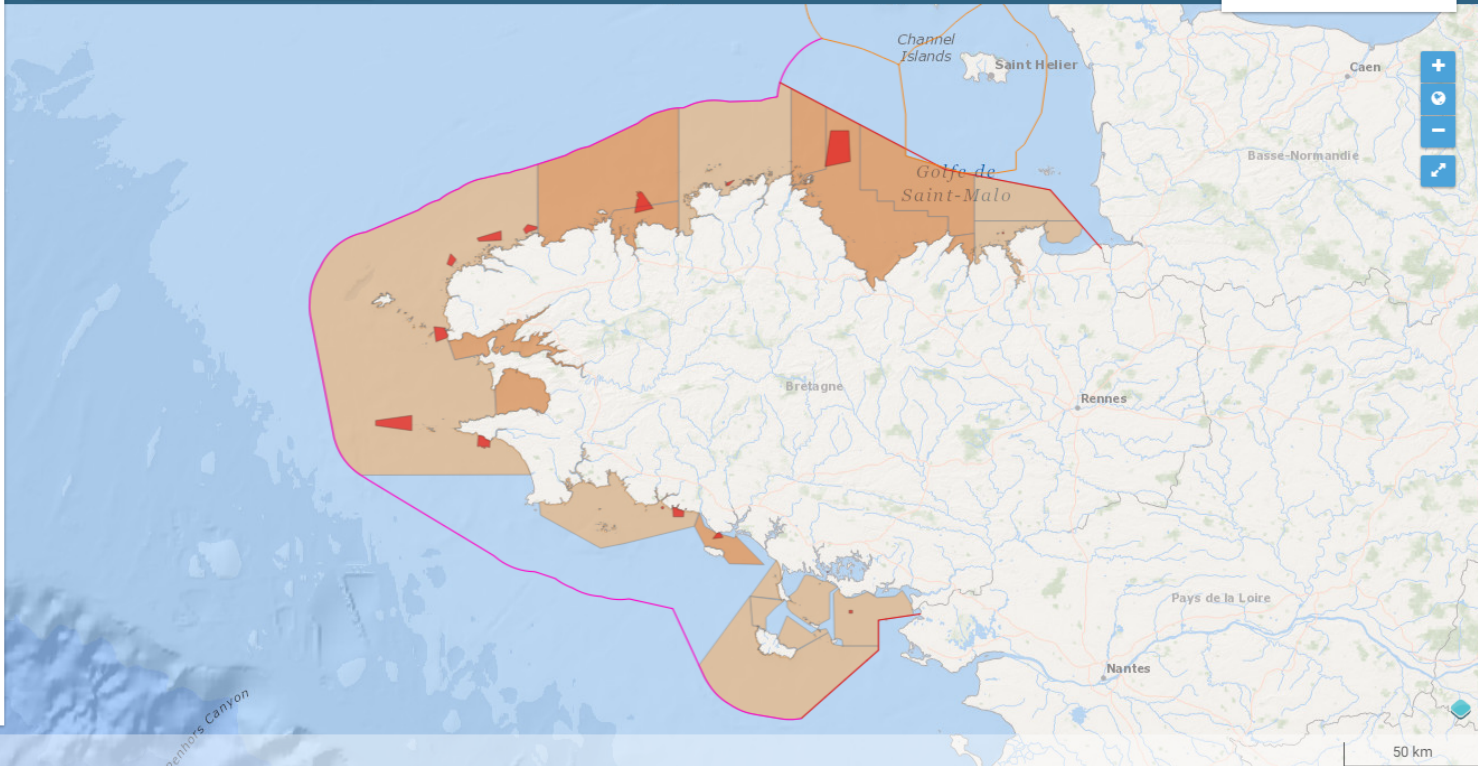 Channel
Islands
Saint Helier
Caen
+
−
Basse-Normandie
Golfe de
Saint-Malo
Bretagne
Rennes
Pays de la Loire
Nantes
Canyon
50 km